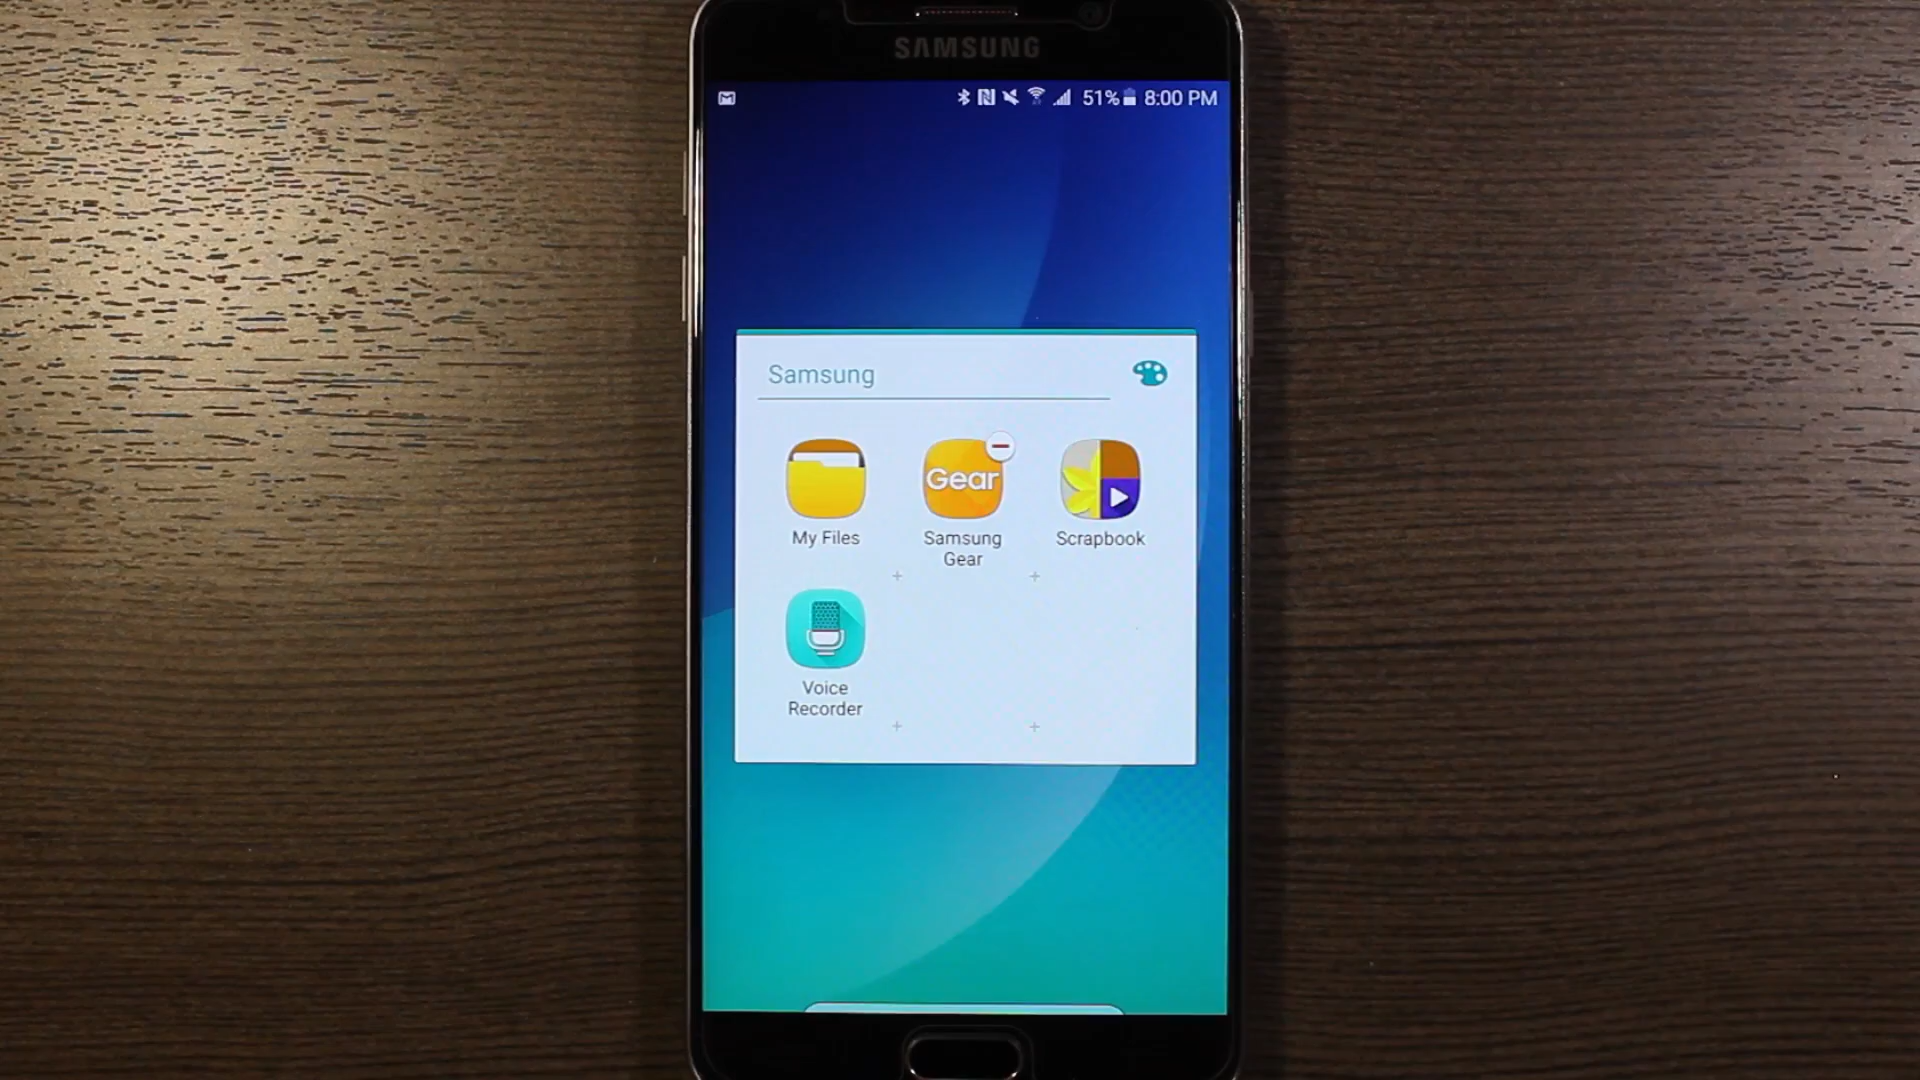 SAMSUNG
51% 8:00 PM
Samsung
Gear
My Files
Samsung
Gear
Scrapbook
Voice
Recorder